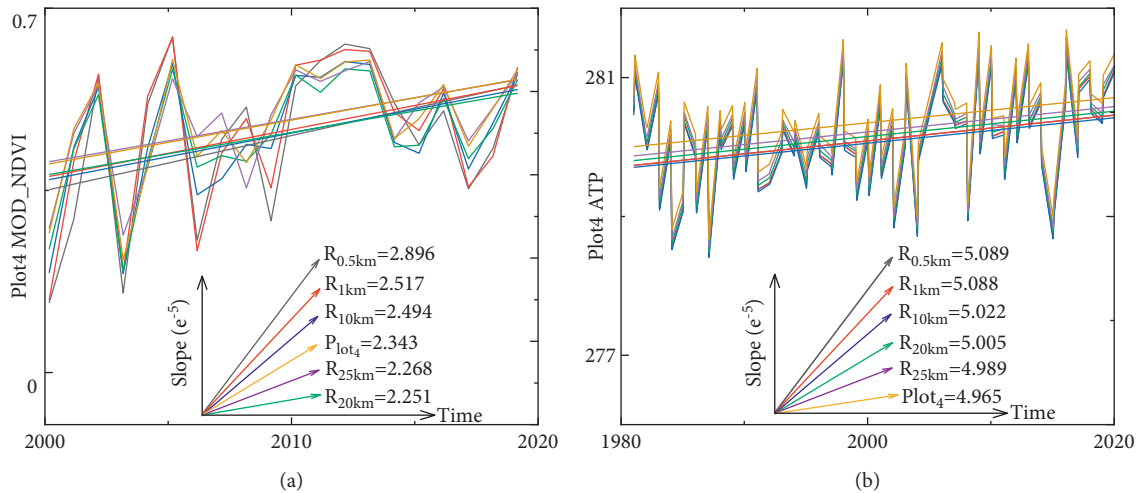 0.7
Plot4 MOD_NDVI
0
R0.5km=2.896
R1km=2.517
R10km=2.494
Plot4=2.343
R25km=2.268
R20km=2.251
Slope (e-5)
Time
2000
2010
2020
(a)
281
Plot4 ATP
277
R0.5km=5.089
R1km=5.088
R10km=5.022
R20km=5.005
R25km=4.989
Plot4=4.965
Slope (e-5)
Time
1980
2000
2020
(b)